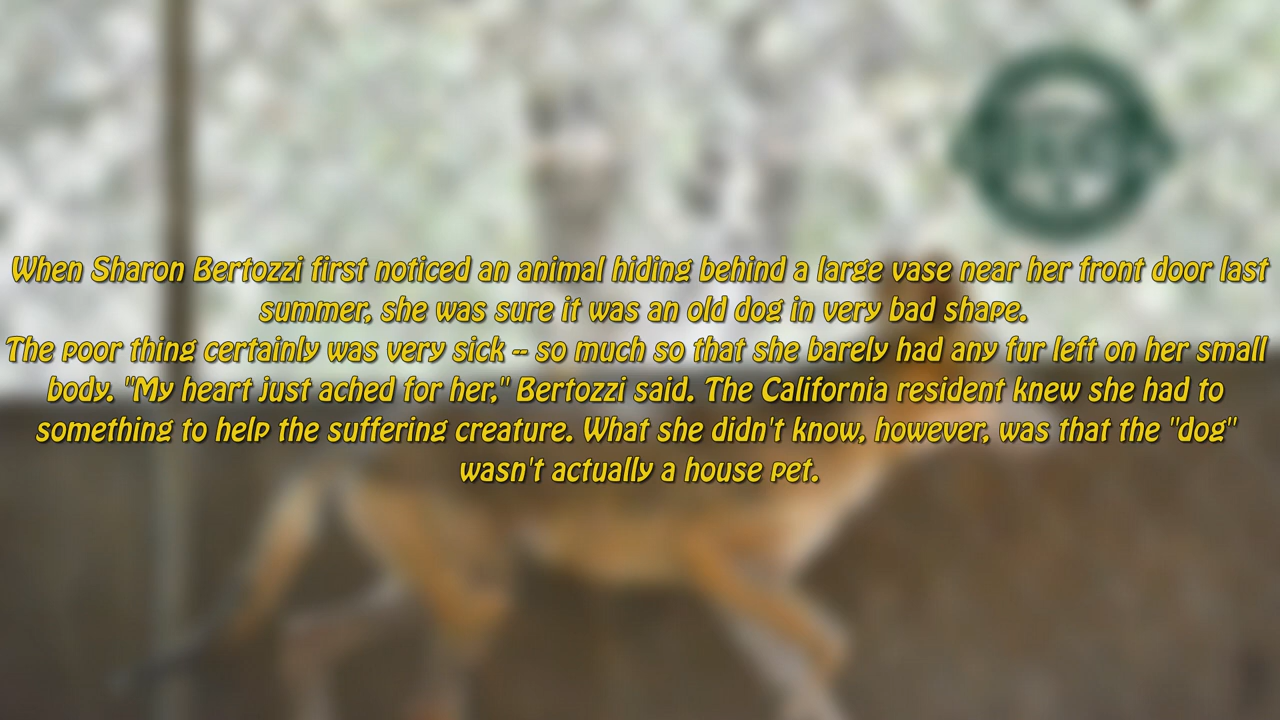 When Sharon Bertozzi first noticed an animal hiding behind a large vase near her front door last
summer, she was sure it was an old dog in very bad shape.
The poor thing certainly was very sick -- so much so that she barely had any fur left on her small
body. "My heart just ached for her," Bertozzi said. The California resident knew she had to
something to help the suffering creature. What she didn't know, however, was that the "dog"
wasn't actually a house pet.